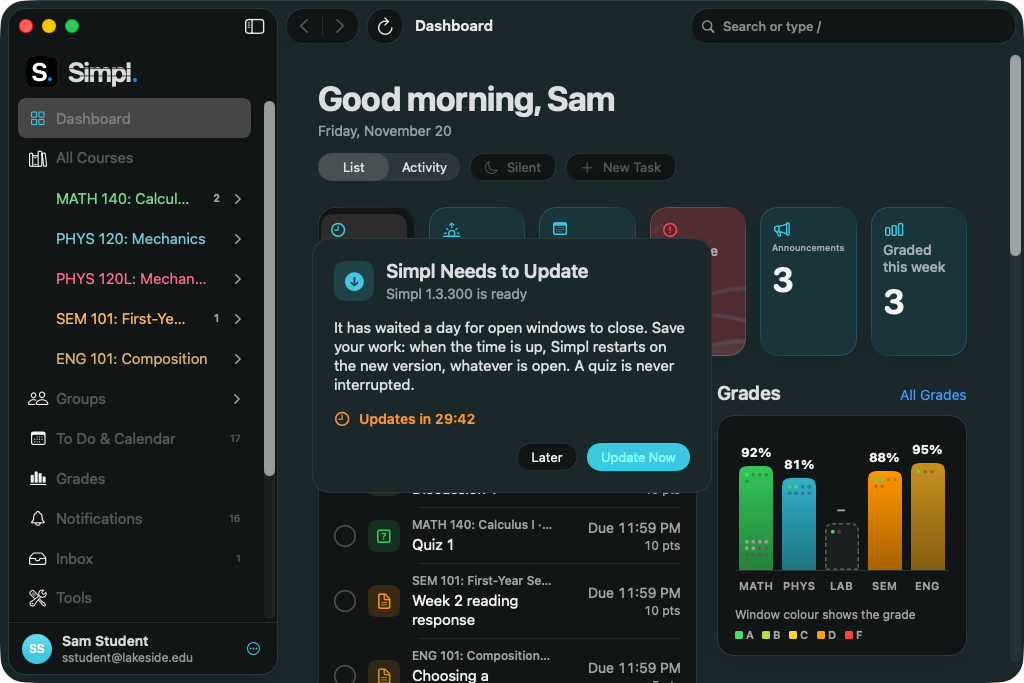 Dashboard
Search or type /
S.
Simpl.
Dashboard
All Courses
MATH 140: Calcul... 2
PHYS 120: Mechanics
PHYS 120L: Mechan...
SEM 101: First-Ye... 1
ENG 101: Composition
Groups
To Do & Calendar 17
Grades
Notifications 16
Inbox 1
Tools
SS
Sam Student
sstudent@lakeside.edu
Good morning, Sam
Friday, November 20
List Activity Silent + New Task
Announcements
3
Graded
this week
3
Simpl Needs to Update
Simpl 1.3.300 is ready
It has waited a day for open windows to close. Save
your work: when the time is up, Simpl restarts on
the new version, whatever is open. A quiz is never
interrupted.
Updates in 29:42
Later Update Now
MATH 140: Calculus I ·...
Quiz 1
Due 11:59 PM
10 pts
SEM 101: First-Year Se...
Week 2 reading
response
Due 11:59 PM
10 pts
ENG 101: Composition...
Choosing a
Due 11:59 PM
Grades All Grades
92% 81% – 88% 95%
MATH PHYS LAB SEM ENG
Window colour shows the grade
A B C D F